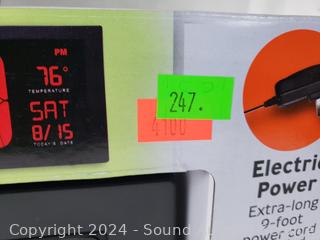 PM
76°
TEMPERATURE
SAT
8/15
TODAY'S DATE
247.
4100
Electric
Power
Extra-long
9-foot
power cord
Copyright 2024 - Sound A